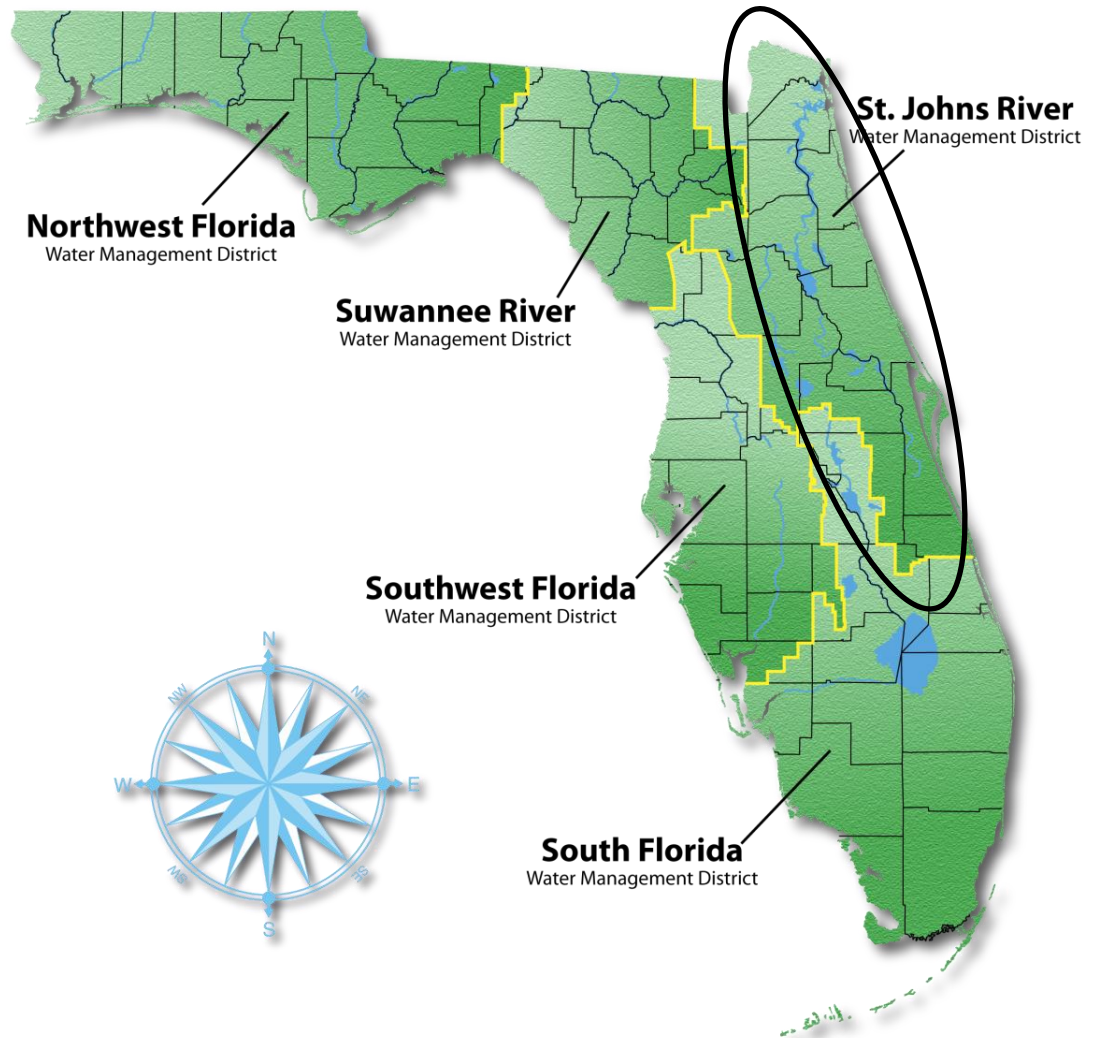 St. Johns River
Water Management District
Northwest Florida
Water Management District
Suwannee River
Water Management District
Southwest Florida
Water Management District
South Florida
Water Management District
N
NW
NE
W
E
SW
SE
S